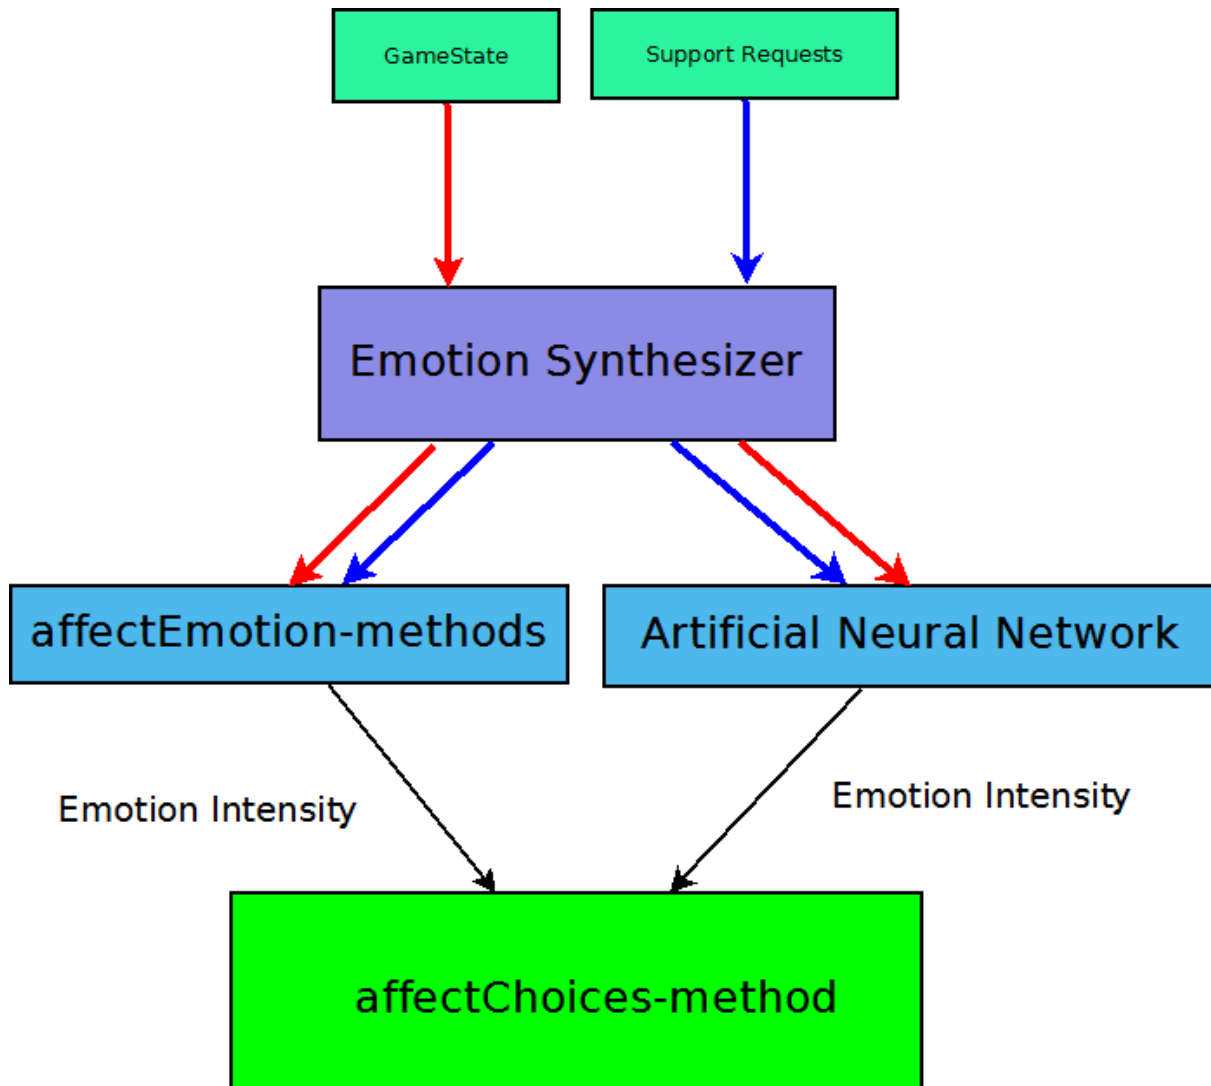 GameState
Support Requests
Emotion Synthesizer
affectEmotion-methods
Artificial Neural Network
Emotion Intensity
Emotion Intensity
affectChoices-method